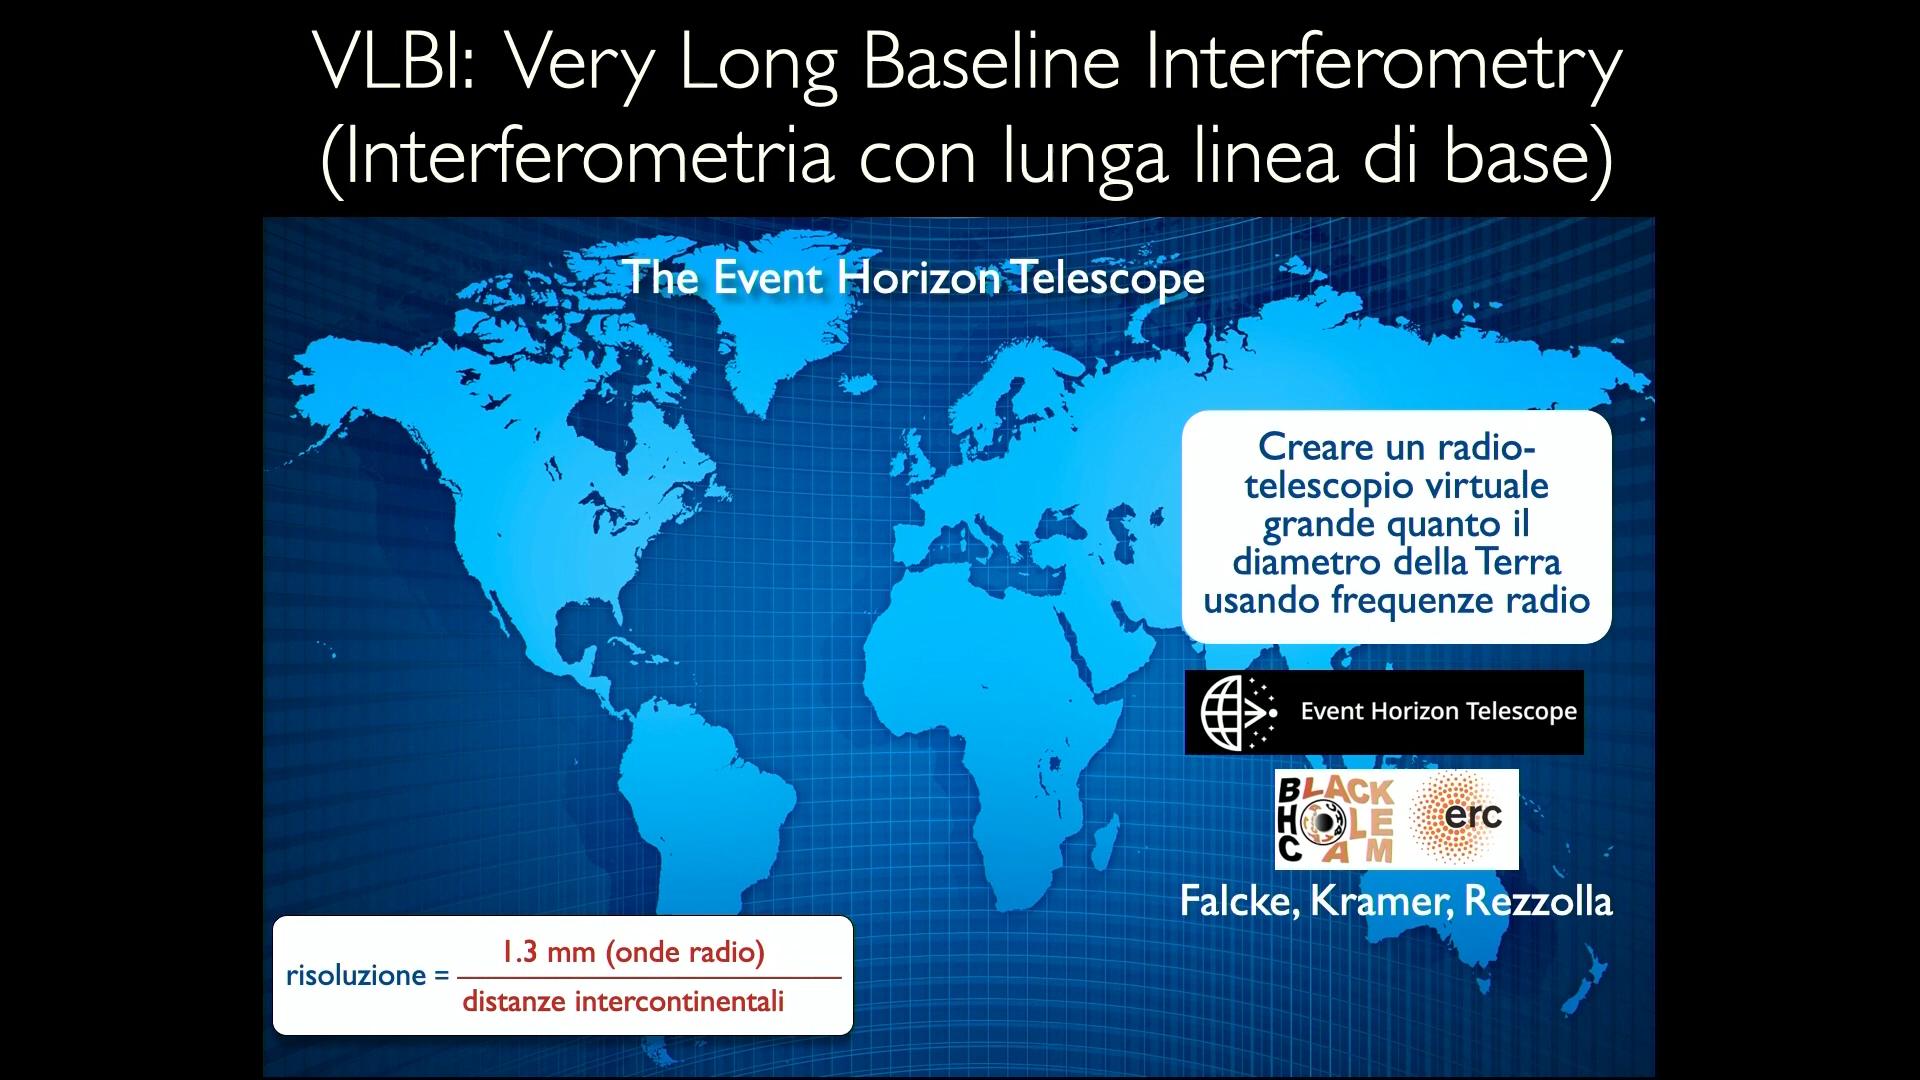 VLBI: Very Long Baseline Interferometry
(Interferometria con lunga linea di base)
The Event Horizon Telescope
Creare un radio-
telescopio virtuale
grande quanto il
diametro della Terra
usando frequenze radio
Event Horizon Telescope
BLACK
HOLE
CAM
erc
Falcke, Kramer, Rezzolla
risoluzione =
1.3 mm (onde radio)
distanze intercontinentali